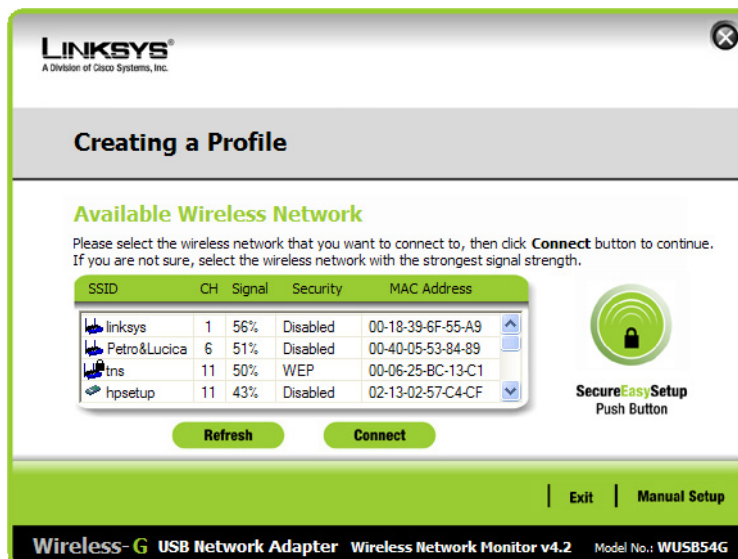 LINKSYS®
A Division of Cisco Systems, Inc.
Creating a Profile
Available Wireless Network
Please select the wireless network that you want to connect to, then click Connect button to continue.
If you are not sure, select the wireless network with the strongest signal strength.
SSID CH Signal Security MAC Address
linksys 1 56% Disabled 00-18-39-6F-55-A9
Petro&Lucica 6 51% Disabled 00-40-05-53-84-89
tns 11 50% WEP 00-06-25-BC-13-C1
hpsetup 11 43% Disabled 02-13-02-57-C4-CF
SecureEasySetup
Push Button
Refresh Connect
Exit Manual Setup
Wireless-G USB Network Adapter Wireless Network Monitor v4.2 Model No.: WUSB54G